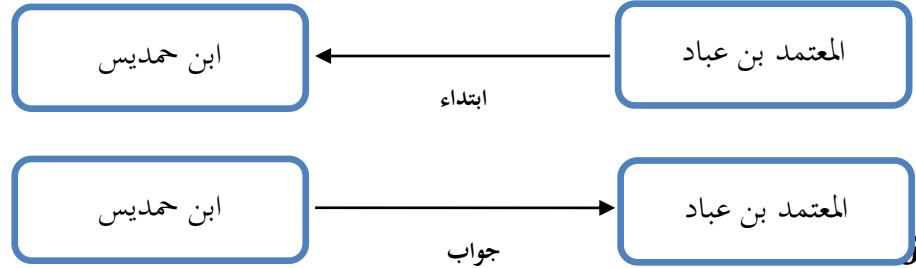 المعتمد بن عباد ابن حمديس
ابتداء
المعتمد بن عباد ابن حمديس
جواب